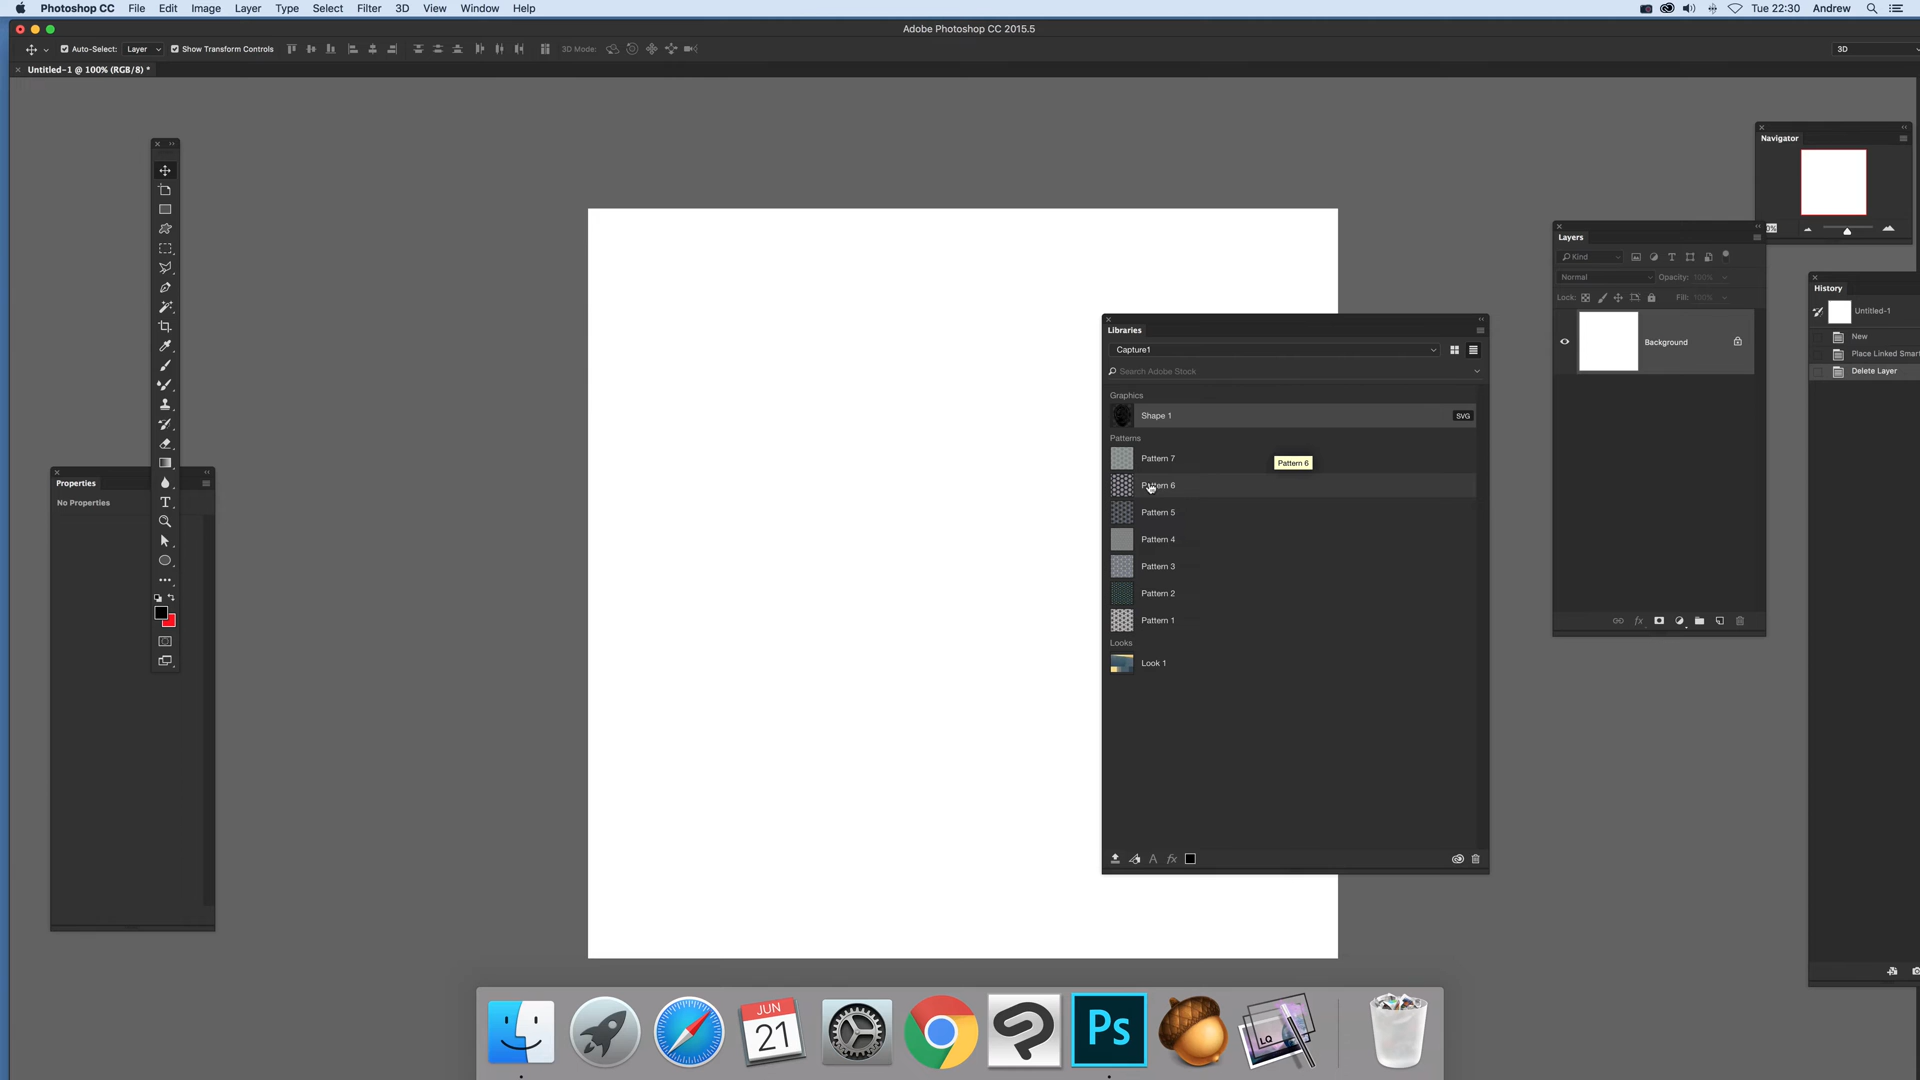 Photoshop CC File Edit Image Layer Type Select Filter 3D View Window Help Tue 22:30 Andrew
Adobe Photoshop CC 2015.5
Auto-Select: Layer Show Transform Controls 3D Mode: 3D
Untitled-1 @ 100% (RGB/8) *
Navigator
Layers
Kind
Normal Opacity: 100%
Lock: Fill: 100%
Background
History
Untitled-1
New
Place Linked Smar
Delete Layer
Libraries
Capture1
Search Adobe Stock
Graphics
Shape 1 SVG
Patterns
Pattern 7
Pattern 6
Pattern 6
Pattern 5
Pattern 4
Pattern 3
Pattern 2
Pattern 1
Looks
Look 1
Properties
No Properties
JUN
21
Ps
LQ